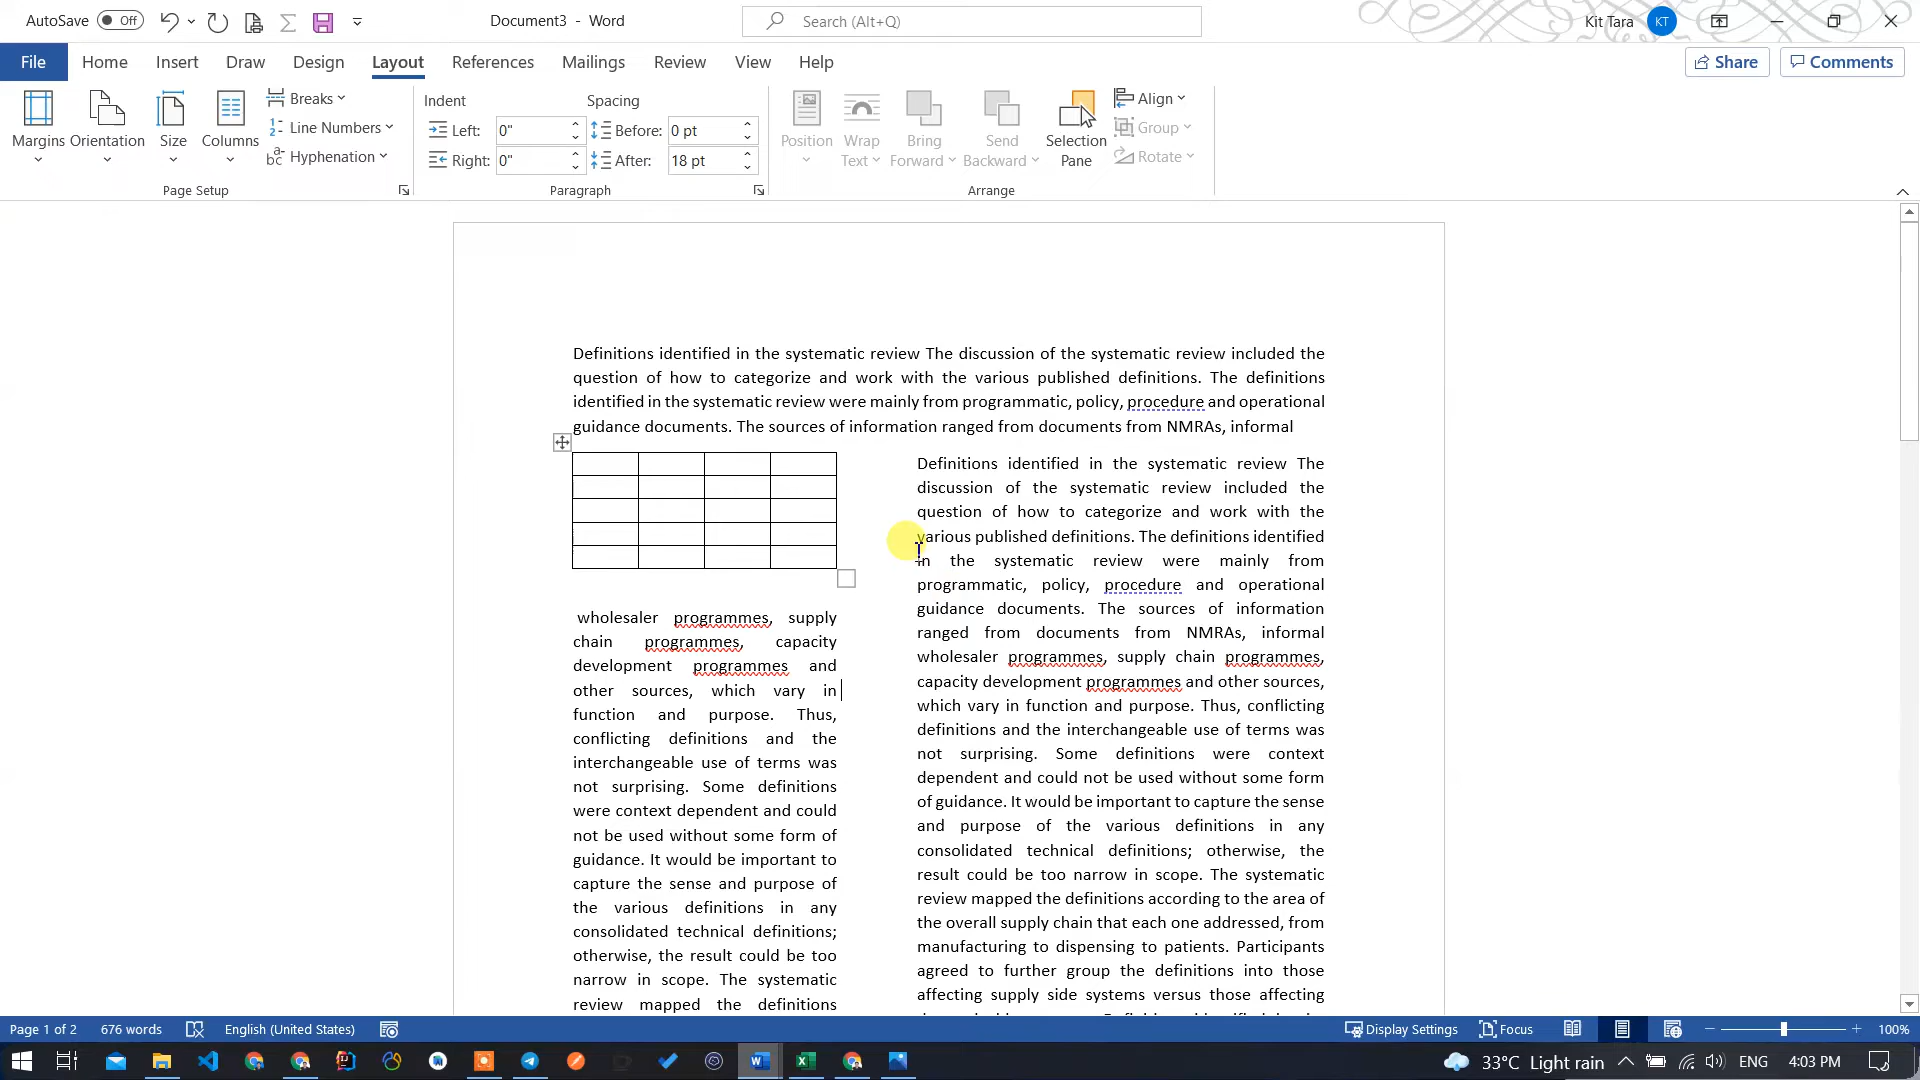 AutoSave Off
Document3 - Word
Search (Alt+Q)
Kit Tara KT
File Home Insert Draw Design Layout References Mailings Review View Help
Share Comments
Margins Orientation Size Columns
Breaks
Line Numbers
Hyphenation
Page Setup
Indent Spacing
Left: 0" Before: 0 pt
Right: 0" After: 18 pt
Paragraph
Position
Wrap Text
Bring Forward
Send Backward
Selection Pane
Align
Group
Rotate
Arrange
Definitions identified in the systematic review The discussion of the systematic review included the
question of how to categorize and work with the various published definitions. The definitions
identified in the systematic review were mainly from programmatic, policy, procedure and operational
guidance documents. The sources of information ranged from documents from NMRAs, informal
wholesaler programmes, supply
chain programmes, capacity
development programmes and
other sources, which vary in
function and purpose. Thus,
conflicting definitions and the
interchangeable use of terms was
not surprising. Some definitions
were context dependent and could
not be used without some form of
guidance. It would be important to
capture the sense and purpose of
the various definitions in any
consolidated technical definitions;
otherwise, the result could be too
narrow in scope. The systematic
review mapped the definitions
Definitions identified in the systematic review The
discussion of the systematic review included the
question of how to categorize and work with the
various published definitions. The definitions identified
in the systematic review were mainly from
programmatic, policy, procedure and operational
guidance documents. The sources of information
ranged from documents from NMRAs, informal
wholesaler programmes, supply chain programmes,
capacity development programmes and other sources,
which vary in function and purpose. Thus, conflicting
definitions and the interchangeable use of terms was
not surprising. Some definitions were context
dependent and could not be used without some form
of guidance. It would be important to capture the sense
and purpose of the various definitions in any
consolidated technical definitions; otherwise, the
result could be too narrow in scope. The systematic
review mapped the definitions according to the area of
the overall supply chain that each one addressed, from
manufacturing to dispensing to patients. Participants
agreed to further group the definitions into those
affecting supply side systems versus those affecting
Page 1 of 2 676 words English (United States) Display Settings Focus 100%
33°C Light rain ENG 4:03 PM